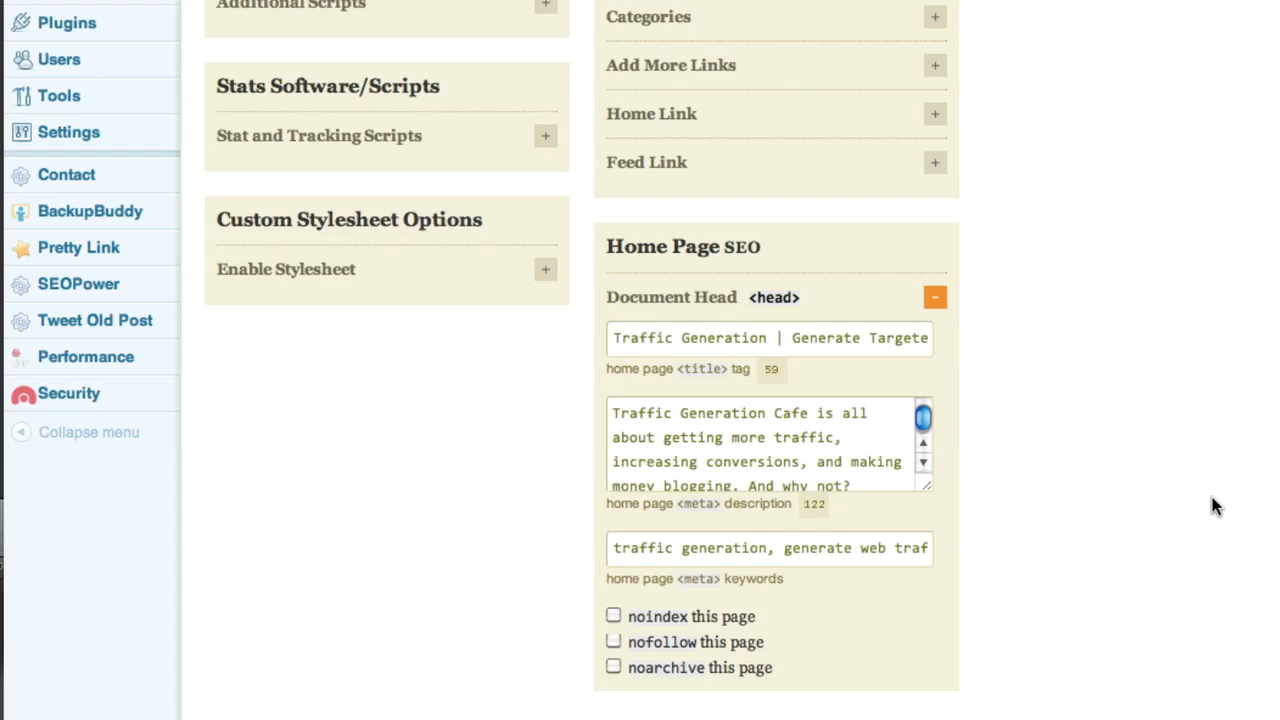 Plugins
Users
Tools
Settings
Contact
BackupBuddy
Pretty Link
SEOPower
Tweet Old Post
Performance
Security
Collapse menu
Additional Scripts +
Stats Software/Scripts
Stat and Tracking Scripts +
Custom Stylesheet Options
Enable Stylesheet +
Categories +
Add More Links +
Home Link +
Feed Link +
Home Page SEO
Document Head <head> -
Traffic Generation | Generate Targete
home page <title> tag 59
Traffic Generation Cafe is all
about getting more traffic,
increasing conversions, and making
money blogging. And why not?
home page <meta> description 122
traffic generation, generate web traf
home page <meta> keywords
noindex this page
nofollow this page
noarchive this page